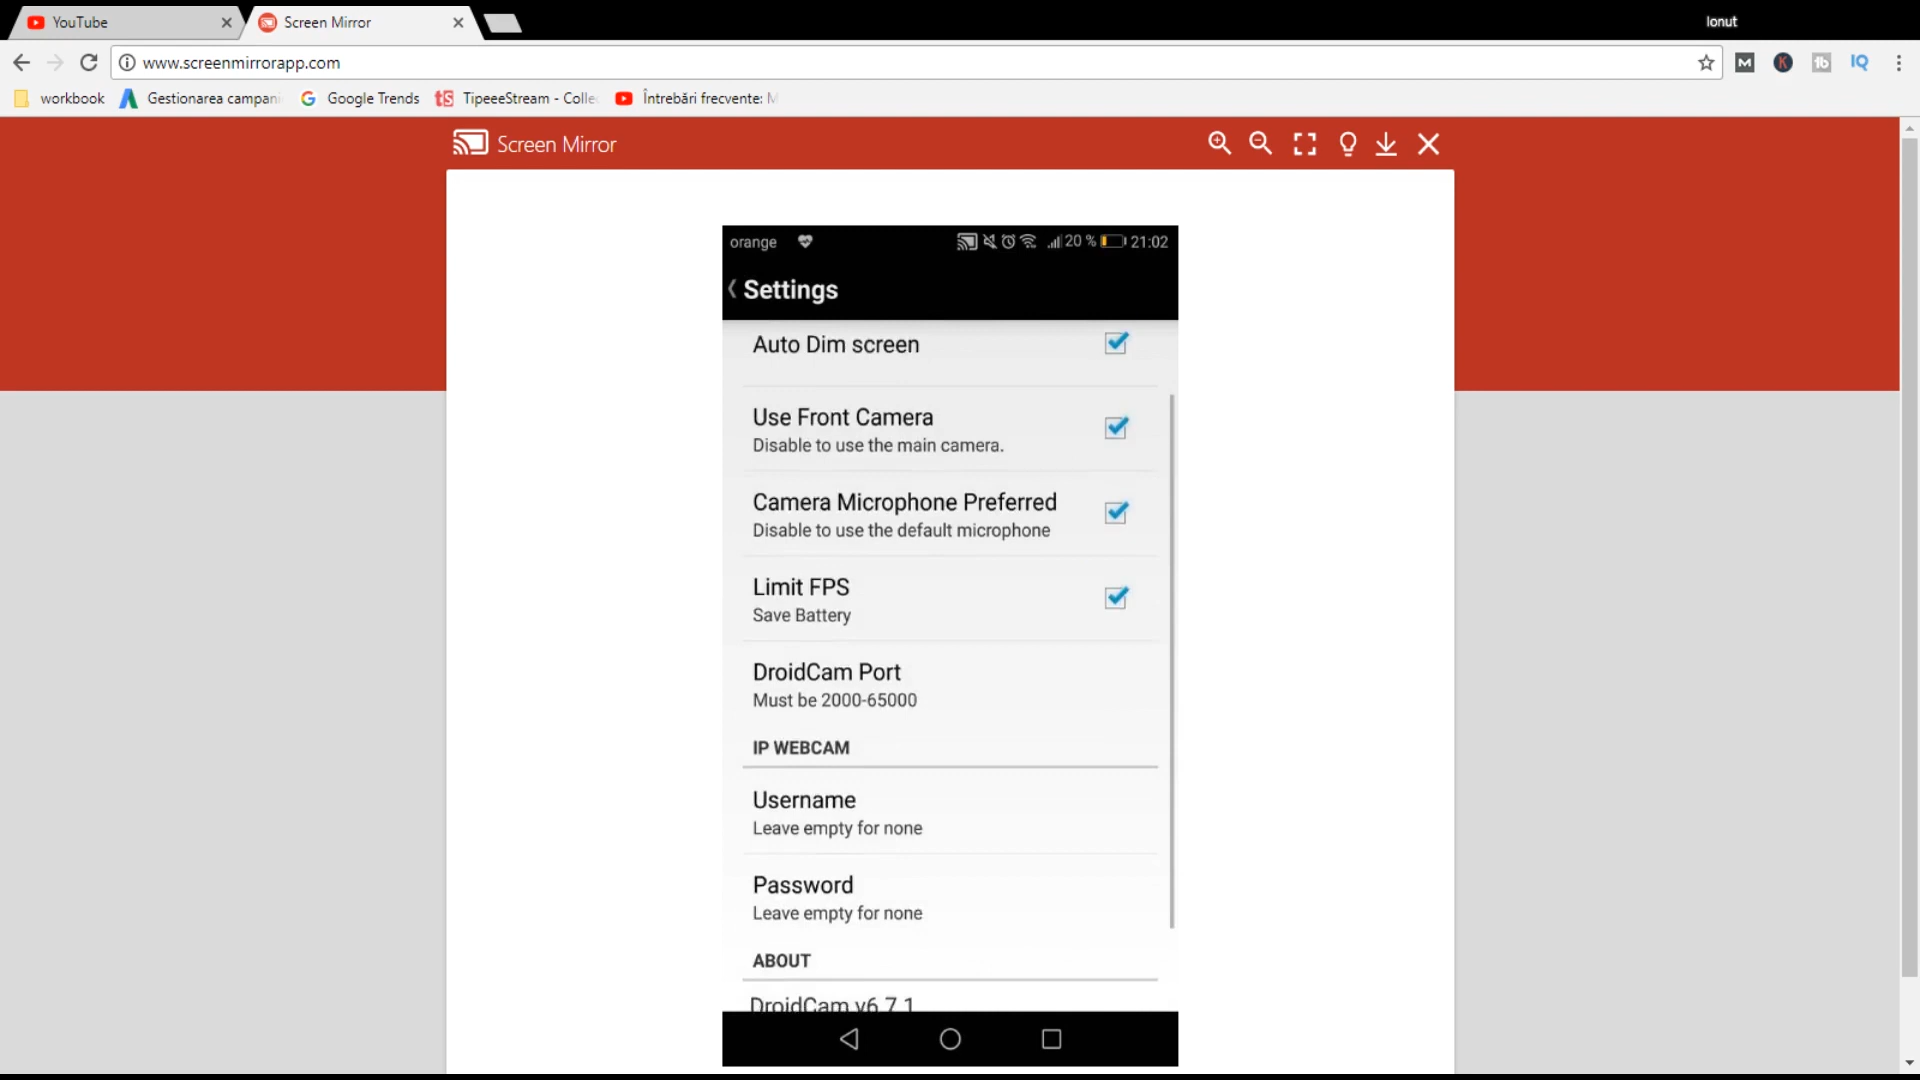 YouTube
Screen Mirror
Ionut
www.screenmirrorapp.com
workbook
Gestionarea campani
Google Trends
TipeeeStream - Colle
Întrebări frecvente: M
Screen Mirror
orange
20 % 21:02
Settings
Auto Dim screen
Use Front Camera
Disable to use the main camera.
Camera Microphone Preferred
Disable to use the default microphone
Limit FPS
Save Battery
DroidCam Port
Must be 2000-65000
IP WEBCAM
Username
Leave empty for none
Password
Leave empty for none
ABOUT
DroidCam v6.7.1